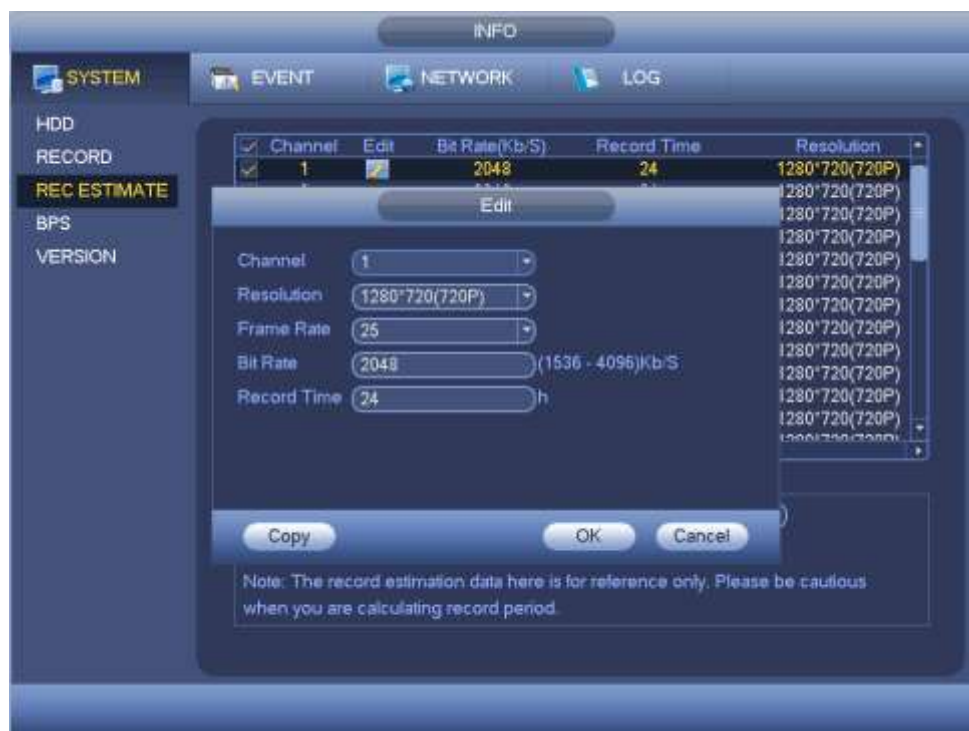 INFO
SYSTEM EVENT NETWORK LOG
HDD
RECORD
REC ESTIMATE
BPS
VERSION
Channel Edit Bit Rate(Kb/S) Record Time Resolution
1 2048 24 1280*720(720P)
1280*720(720P)
1280*720(720P)
1280*720(720P)
1280*720(720P)
1280*720(720P)
1280*720(720P)
1280*720(720P)
1280*720(720P)
1280*720(720P)
1280*720(720P)
1280*720(720P)
Edit
Channel 1
Resolution 1280*720(720P)
Frame Rate 25
Bit Rate 2048 (1536 - 4096)Kb/S
Record Time 24 h
Copy OK Cancel
Note: The record estimation data here is for reference only. Please be cautious
when you are calculating record period.